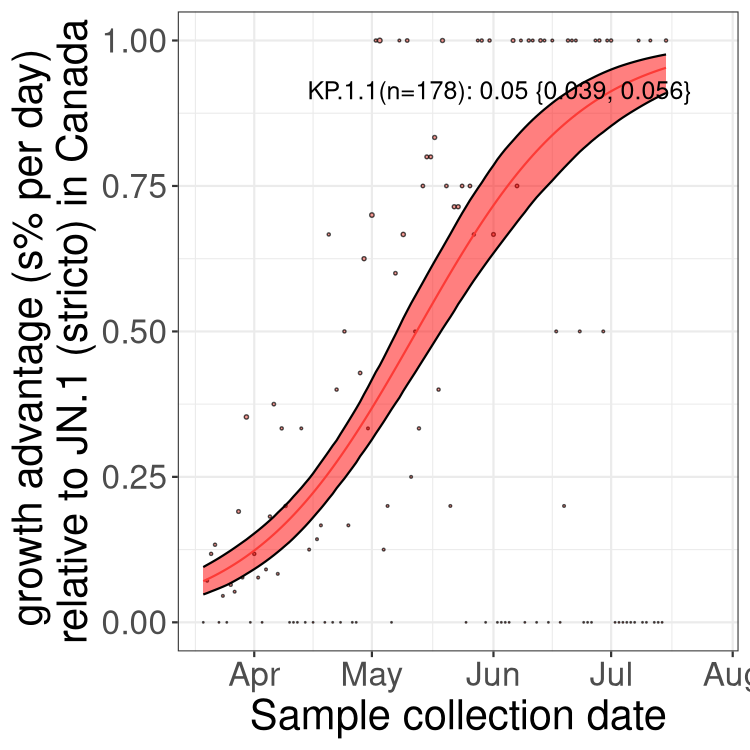 growth advantage (s% per day)
relative to JN.1 (stricto) in Canada
1.00
0.75
0.50
0.25
0.00
KP.1.1(n=178): 0.05 {0.039, 0.056}
Apr May Jun Jul Aug
Sample collection date